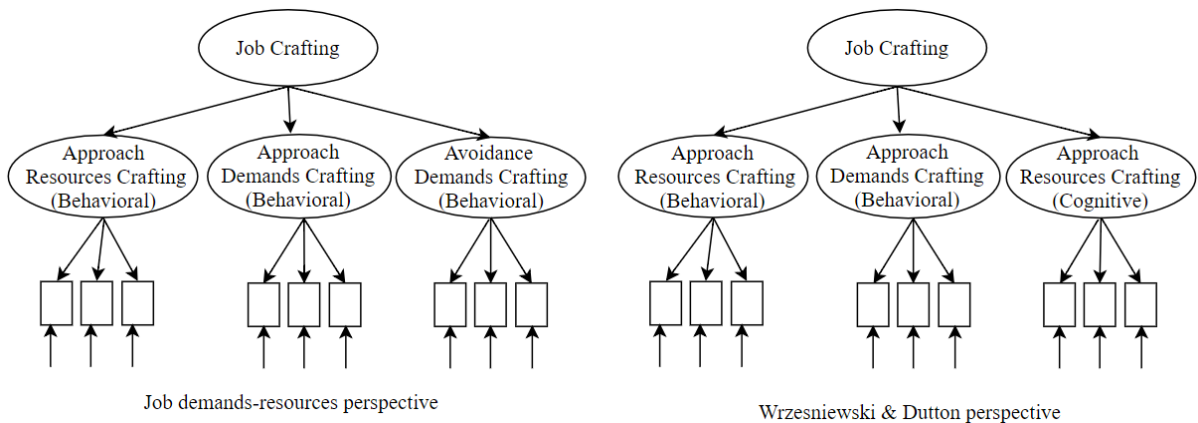 Job Crafting
Approach
Resources Crafting
(Behavioral)
Approach
Demands Crafting
(Behavioral)
Avoidance
Demands Crafting
(Behavioral)
Job demands-resources perspective
Job Crafting
Approach
Resources Crafting
(Behavioral)
Approach
Demands Crafting
(Behavioral)
Approach
Resources Crafting
(Cognitive)
Wrzesniewski & Dutton perspective